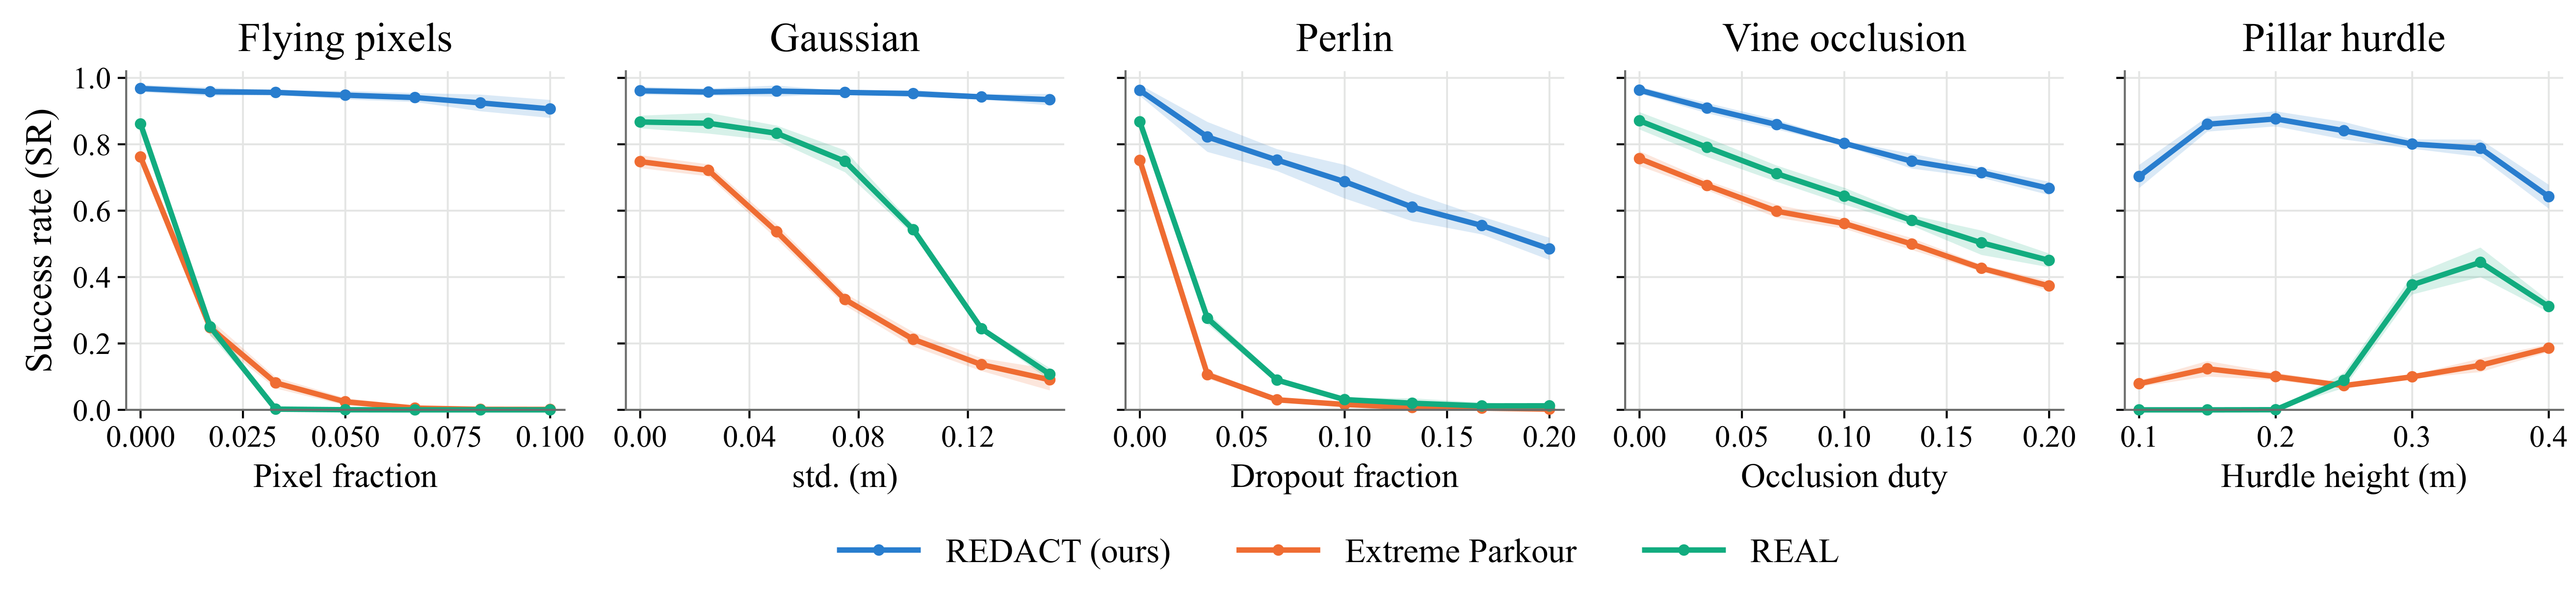 Flying pixels Gaussian Perlin Vine occlusion Pillar hurdle
Success rate (SR)
1.0
0.8
0.6
0.4
0.2
0.0
0.000 0.025 0.050 0.075 0.100 0.00 0.04 0.08 0.12 0.00 0.05 0.10 0.15 0.20 0.00 0.05 0.10 0.15 0.20 0.1 0.2 0.3 0.4
Pixel fraction std. (m) Dropout fraction Occlusion duty Hurdle height (m)
REDACT (ours) Extreme Parkour REAL